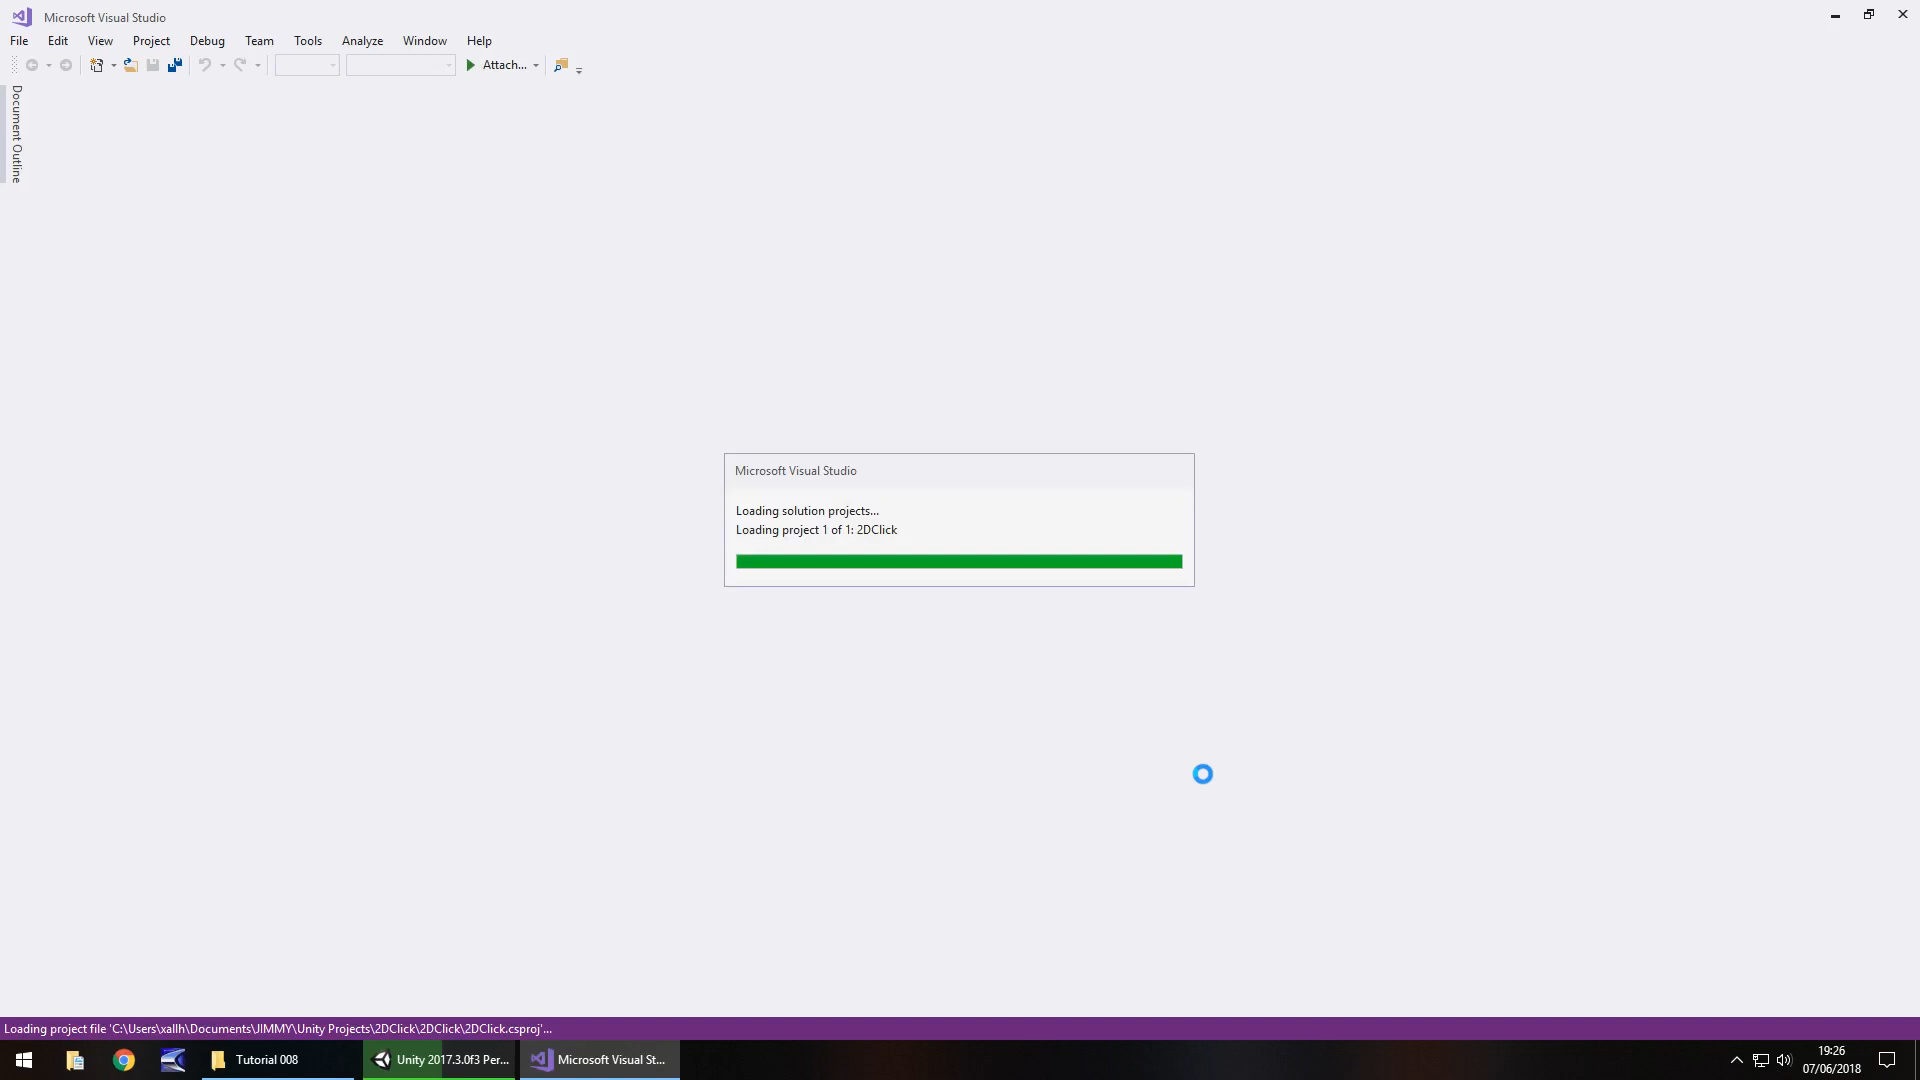 Microsoft Visual Studio
File Edit View Project Debug Team Tools Analyze Window Help
Attach...
Document Outline
Microsoft Visual Studio
Loading solution projects...
Loading project 1 of 1: 2DClick
Loading project file 'C:\Users\xallh\Documents\JIMMY\Unity Projects\2DClick\2DClick\2DClick.csproj'...
Tutorial 008
Unity 2017.3.0f3 Per...
Microsoft Visual St...
19:26
07/06/2018